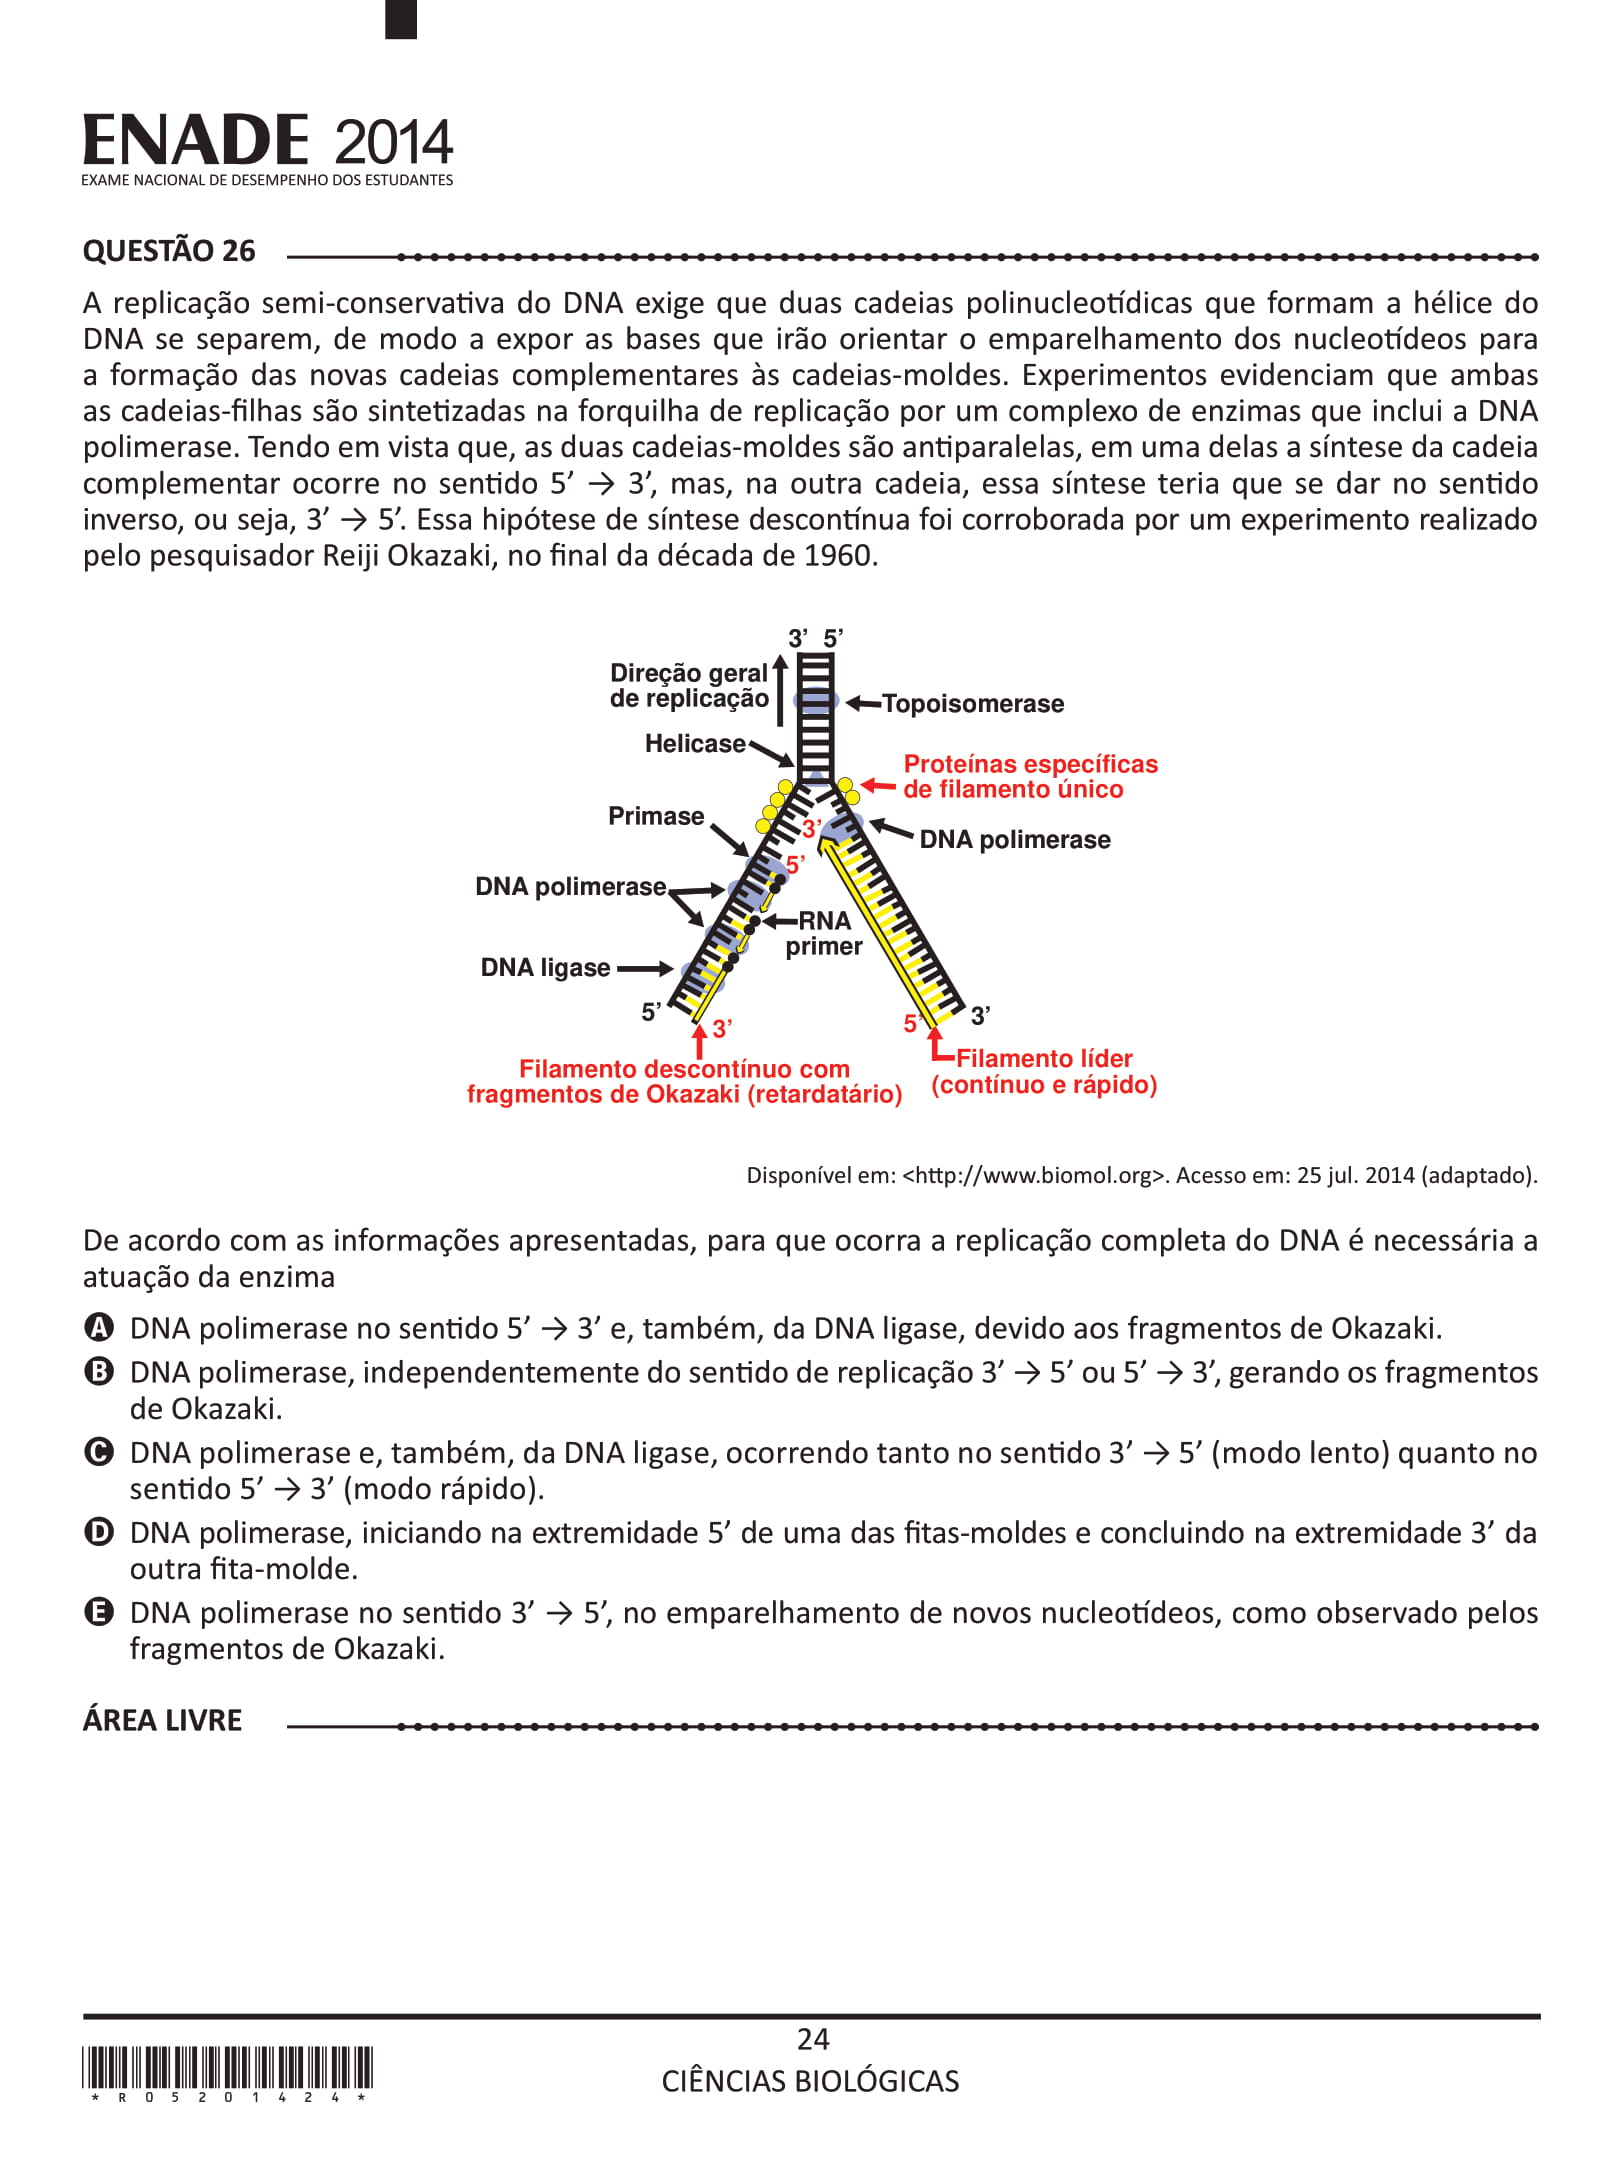 ENADE 2014
EXAME NACIONAL DE DESEMPENHO DOS ESTUDANTES
QUESTÃO 26
A replicação semi-conservativa do DNA exige que duas cadeias polinucleotídicas que formam a hélice do
DNA se separem, de modo a expor as bases que irão orientar o emparelhamento dos nucleotídeos para
a formação das novas cadeias complementares às cadeias-moldes. Experimentos evidenciam que ambas
as cadeias-filhas são sintetizadas na forquilha de replicação por um complexo de enzimas que inclui a DNA
polimerase. Tendo em vista que, as duas cadeias-moldes são antiparalelas, em uma delas a síntese da cadeia
complementar ocorre no sentido 5’ → 3’, mas, na outra cadeia, essa síntese teria que se dar no sentido
inverso, ou seja, 3’ → 5’. Essa hipótese de síntese descontínua foi corroborada por um experimento realizado
pelo pesquisador Reiji Okazaki, no final da década de 1960.
3’ 5’
Direção geral
de replicação
Topoisomerase
Helicase
Proteínas específicas
de filamento único
Primase
3’
DNA polimerase
5’
DNA polimerase
RNA
primer
DNA ligase
5’
3’
5’
3’
Filamento descontínuo com
fragmentos de Okazaki (retardatário)
Filamento líder
(contínuo e rápido)
Disponível em: <http://www.biomol.org>. Acesso em: 25 jul. 2014 (adaptado).
De acordo com as informações apresentadas, para que ocorra a replicação completa do DNA é necessária a
atuação da enzima
A DNA polimerase no sentido 5’ → 3’ e, também, da DNA ligase, devido aos fragmentos de Okazaki.
B DNA polimerase, independentemente do sentido de replicação 3’ → 5’ ou 5’ → 3’, gerando os fragmentos
de Okazaki.
C DNA polimerase e, também, da DNA ligase, ocorrendo tanto no sentido 3’ → 5’ (modo lento) quanto no
sentido 5’ → 3’ (modo rápido).
D DNA polimerase, iniciando na extremidade 5’ de uma das fitas-moldes e concluindo na extremidade 3’ da
outra fita-molde.
E DNA polimerase no sentido 3’ → 5’, no emparelhamento de novos nucleotídeos, como observado pelos
fragmentos de Okazaki.
ÁREA LIVRE
24
CIÊNCIAS BIOLÓGICAS
* R 0 5 2 0 1 4 2 4 *